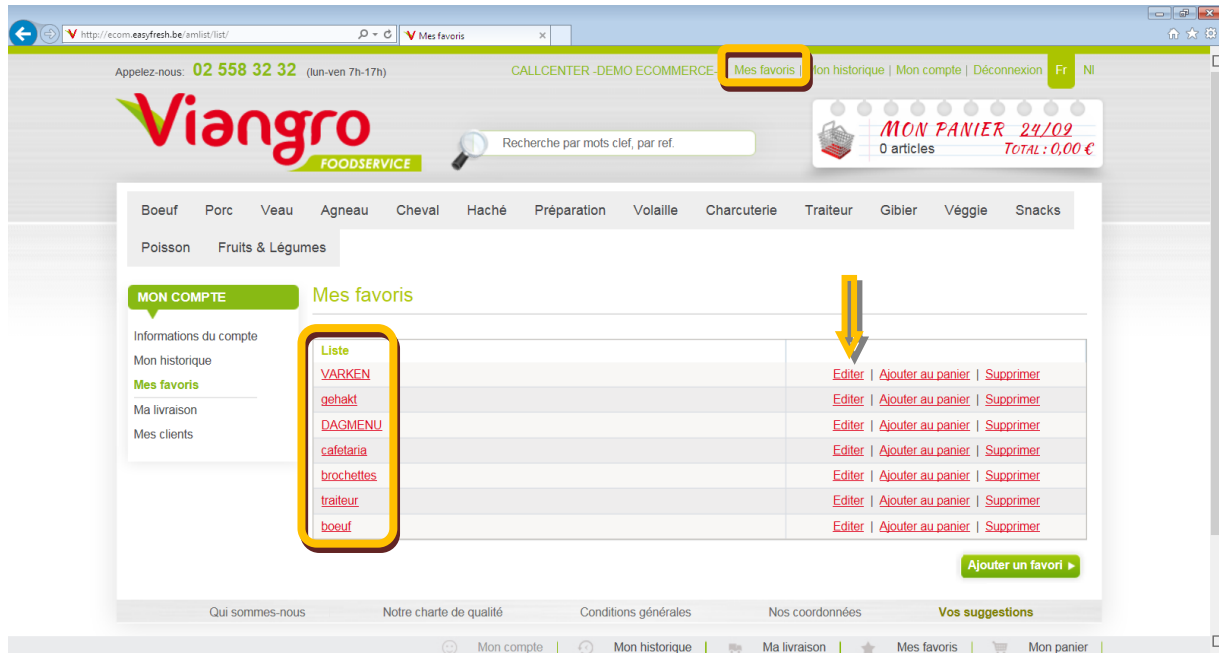 http://ecom.easyfresh.be/amlist/list/
Mes favoris
Appelez-nous: 02 558 32 32 (lun-ven 7h-17h)
CALLCENTER -DEMO ECOMMERCE- Mes favoris | Mon historique | Mon compte | Déconnexion Fr Nl
Viangro
FOODSERVICE
Recherche par mots clef, par ref.
MON PANIER 24/09
0 articles TOTAL : 0,00 €
Boeuf Porc Veau Agneau Cheval Haché Préparation Volaille Charcuterie Traiteur Gibier Véggie Snacks
Poisson Fruits & Légumes
MON COMPTE
Informations du compte
Mon historique
Mes favoris
Ma livraison
Mes clients
Mes favoris
Liste
VARKEN Editer | Ajouter au panier | Supprimer
gehakt Editer | Ajouter au panier | Supprimer
DAGMENU Editer | Ajouter au panier | Supprimer
cafetaria Editer | Ajouter au panier | Supprimer
brochettes Editer | Ajouter au panier | Supprimer
traiteur Editer | Ajouter au panier | Supprimer
boeuf Editer | Ajouter au panier | Supprimer
Ajouter un favori
Qui sommes-nous Notre charte de qualité Conditions générales Nos coordonnées Vos suggestions
Mon compte | Mon historique | Ma livraison | Mes favoris | Mon panier |